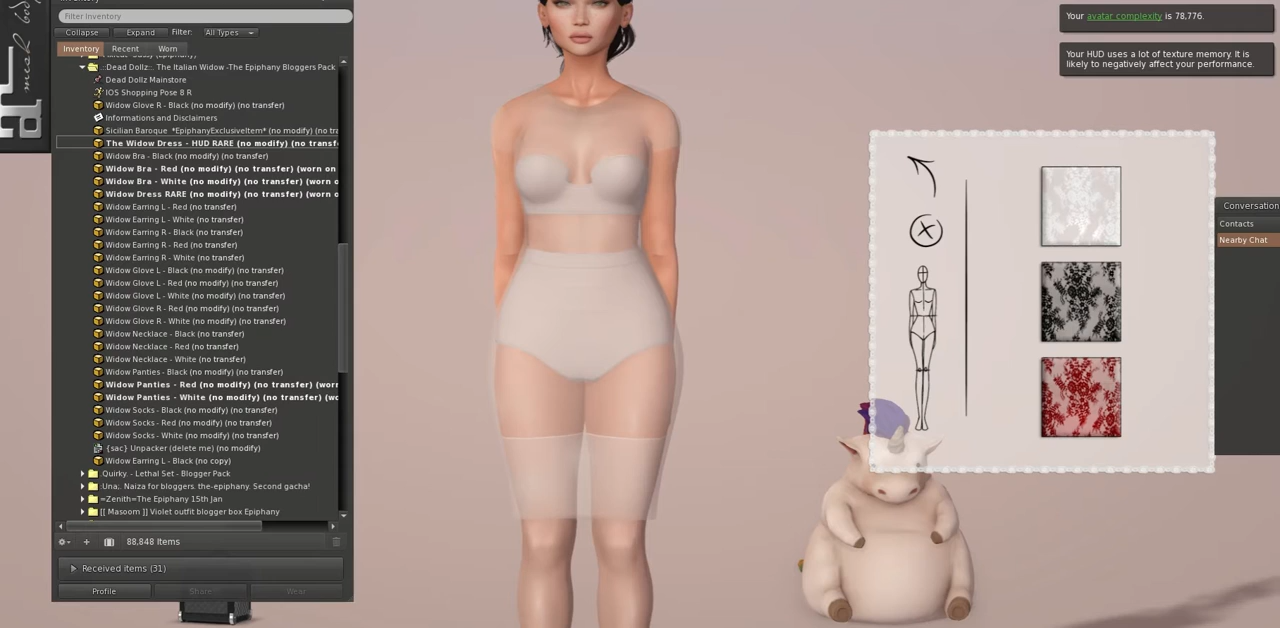 Inventory
Filter Inventory
Collapse Expand Filter: All Types
Inventory Recent Worn
.:Dead Dollz:. The Italian Widow -The Epiphany Bloggers Pack
Dead Dollz Mainstore
IOS Shopping Pose 8 R
Widow Glove R - Black (no modify) (no transfer)
Informations and Disclaimers
Sicilian Baroque *EpiphanyExclusiveItem* (no modify) (no tra
The Widow Dress - HUD RARE (no modify) (no transf
Widow Bra - Black (no modify) (no transfer)
Widow Bra - Red (no modify) (no transfer) (worn on
Widow Bra - White (no modify) (no transfer) (worn o
Widow Dress RARE (no modify) (no transfer) (worn o
Widow Earring L - Red (no transfer)
Widow Earring L - White (no transfer)
Widow Earring R - Black (no transfer)
Widow Earring R - Red (no transfer)
Widow Earring R - White (no transfer)
Widow Glove L - Black (no modify) (no transfer)
Widow Glove L - Red (no modify) (no transfer)
Widow Glove L - White (no modify) (no transfer)
Widow Glove R - Red (no modify) (no transfer)
Widow Glove R - White (no modify) (no transfer)
Widow Necklace - Black (no transfer)
Widow Necklace - Red (no transfer)
Widow Necklace - White (no transfer)
Widow Panties - Black (no modify) (no transfer)
Widow Panties - Red (no modify) (no transfer) (worr
Widow Panties - White (no modify) (no transfer) (wo
Widow Socks - Black (no modify) (no transfer)
Widow Socks - Red (no modify) (no transfer)
Widow Socks - White (no modify) (no transfer)
{sac} Unpacker (delete me) (no modify)
Widow Earring L - Black (no copy)
.Quirky. - Lethal Set - Blogger Pack
.Una;. Naiza for bloggers. the-epiphany. Second gacha!
=Zenith=The Epiphany 15th Jan
[[ Masoom ]] Violet outfit blogger box Epiphany
88,848 Items
Received items (31)
Profile Share Wear
Your avatar complexity is 78,776.
Your HUD uses a lot of texture memory. It is
likely to negatively affect your performance.
Conversation
Contacts
Nearby Chat